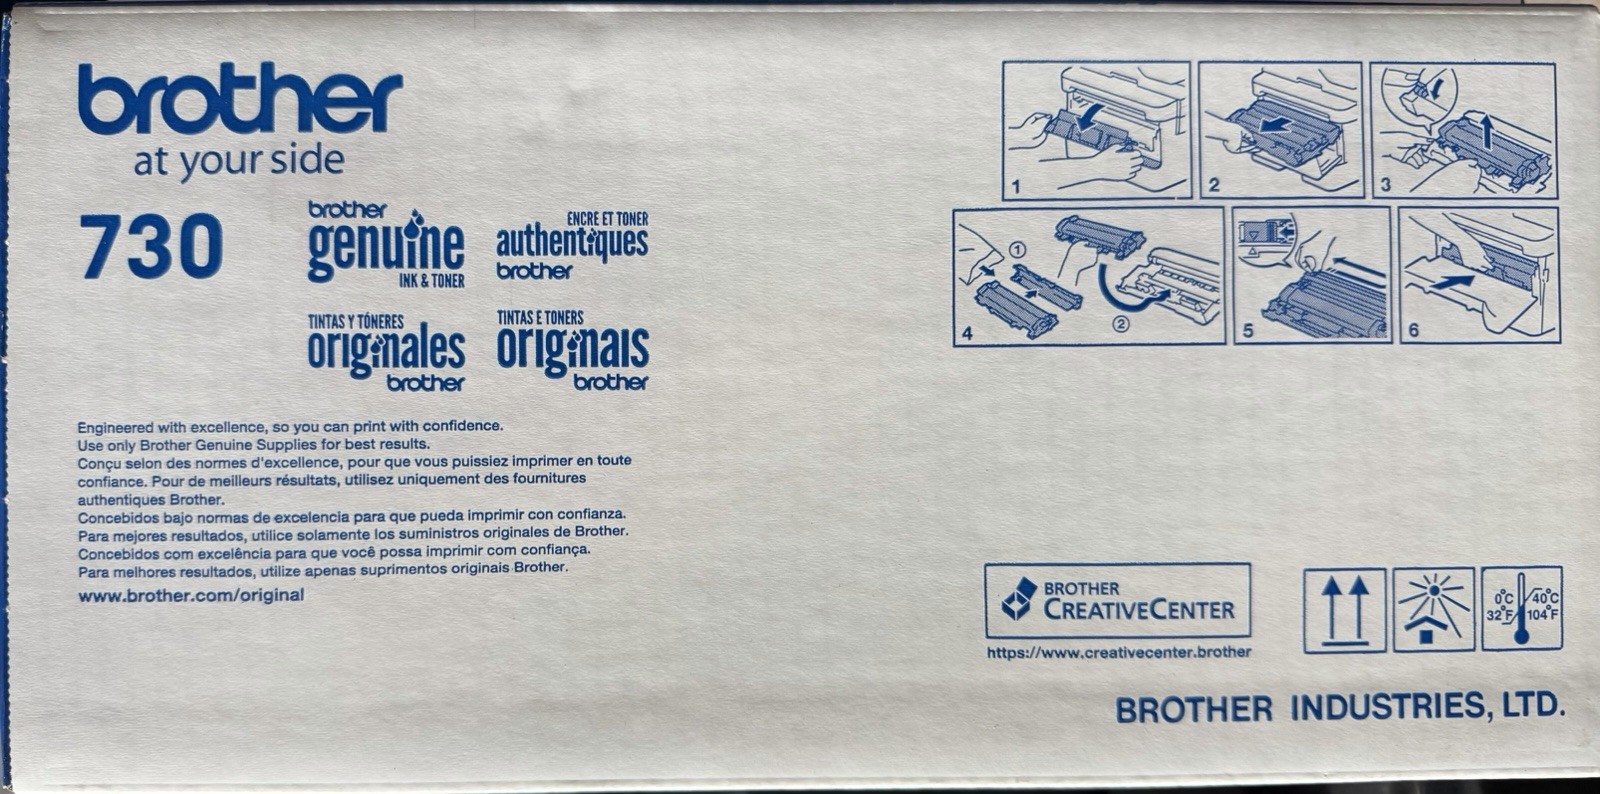 brother
at your side
730
brother
genuine
INK & TONER
ENCRE ET TONER
authentiques
brother
TINTAS Y TÓNERES
originales
brother
TINTAS E TONERS
originais
brother
Engineered with excellence, so you can print with confidence.
Use only Brother Genuine Supplies for best results.
Conçu selon des normes d'excellence, pour que vous puissiez imprimer en toute
confiance. Pour de meilleurs résultats, utilisez uniquement des fournitures
authentiques Brother.
Concebidos bajo normas de excelencia para que pueda imprimir con confianza.
Para mejores resultados, utilice solamente los suministros originales de Brother.
Concebidos com excelência para que você possa imprimir com confiança.
Para melhores resultados, utilize apenas suprimentos originais Brother.
www.brother.com/original
1
2
3
4
①
②
5
6
BROTHER
CREATIVECENTER
https://www.creativecenter.brother
0°C 40°C
32°F 104°F
BROTHER INDUSTRIES, LTD.